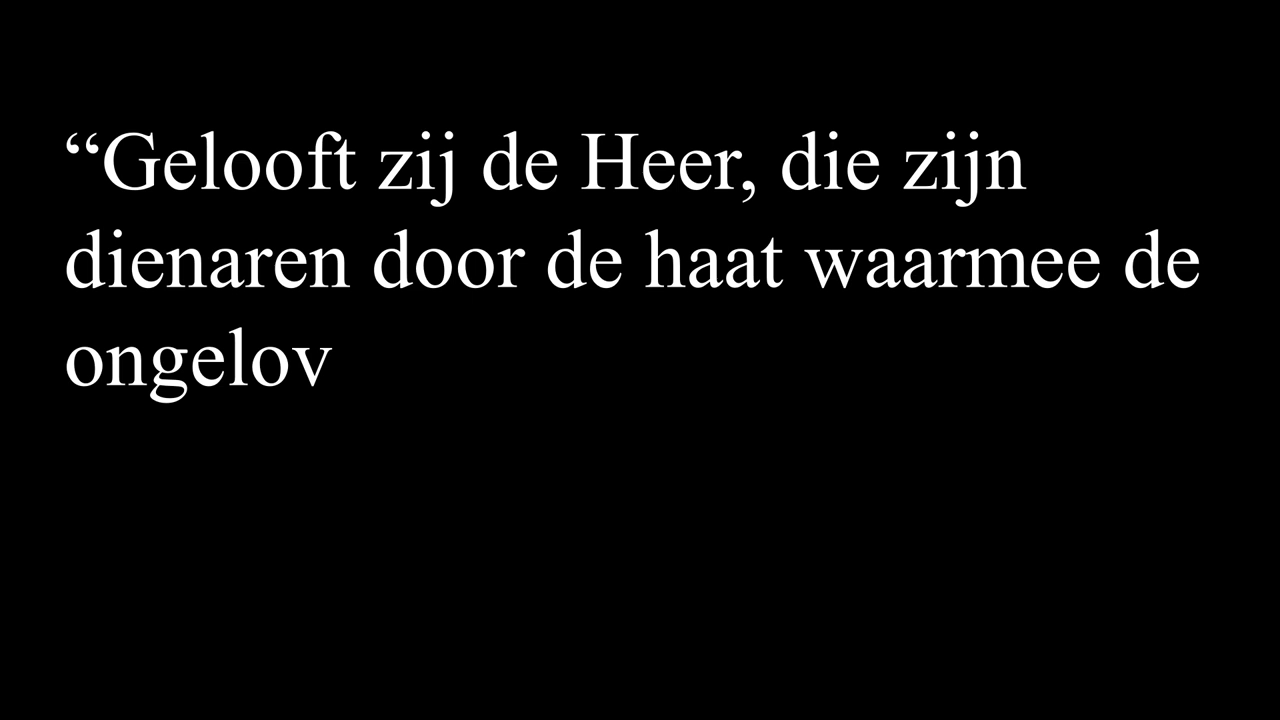 “Gelooft zij de Heer, die zijn
dienaren door de haat waarmee de
ongelov